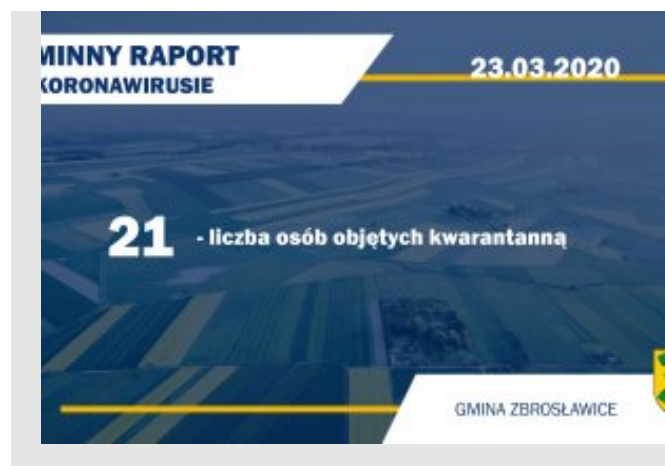 MINNY RAPORT
KORONAWIRUSIE
23.03.2020
21 - liczba osób objętych kwarantanną
GMINA ZBROSŁAWICE